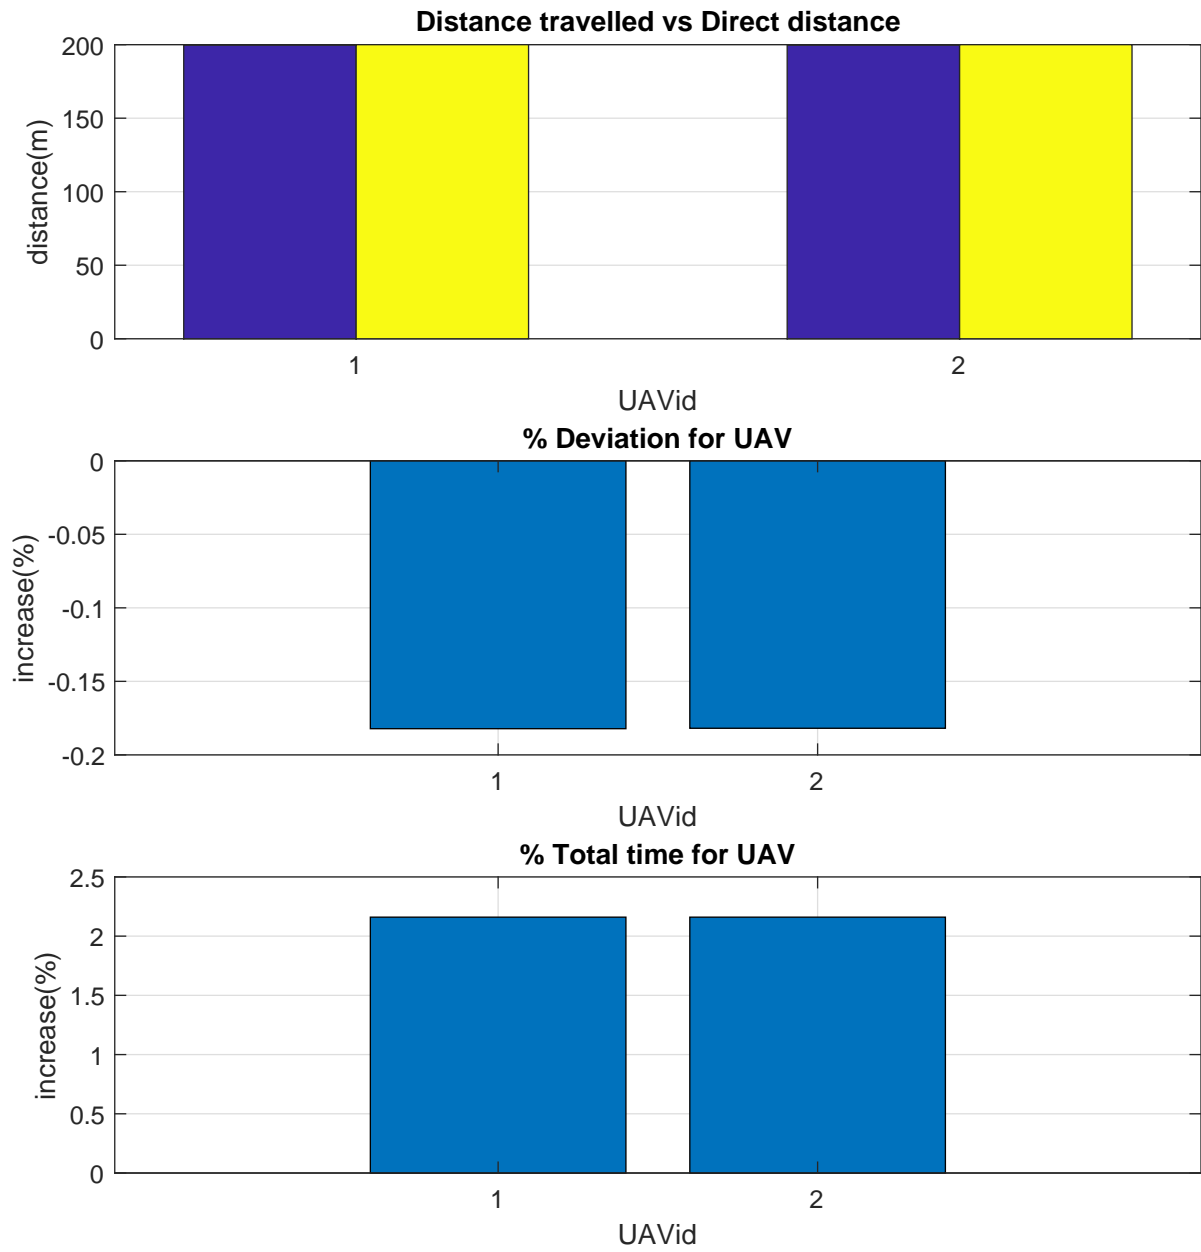 Distance travelled vs Direct distance
200
150
100
50
0
distance(m)
1 2
UAVid
% Deviation for UAV
0
-0.05
-0.1
-0.15
-0.2
increase(%)
1 2
UAVid
% Total time for UAV
2.5
2
1.5
1
0.5
0
increase(%)
1 2
UAVid